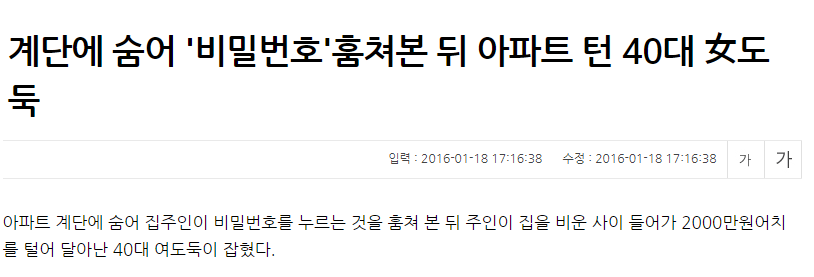 계단에 숨어 '비밀번호'훔쳐본 뒤 아파트 턴 40대 女도
둑
입력 : 2016-01-18 17:16:38 수정 : 2016-01-18 17:16:38 가 가
아파트 계단에 숨어 집주인이 비밀번호를 누르는 것을 훔쳐 본 뒤 주인이 집을 비운 사이 들어가 2000만원어치
를 털어 달아난 40대 여도둑이 잡혔다.